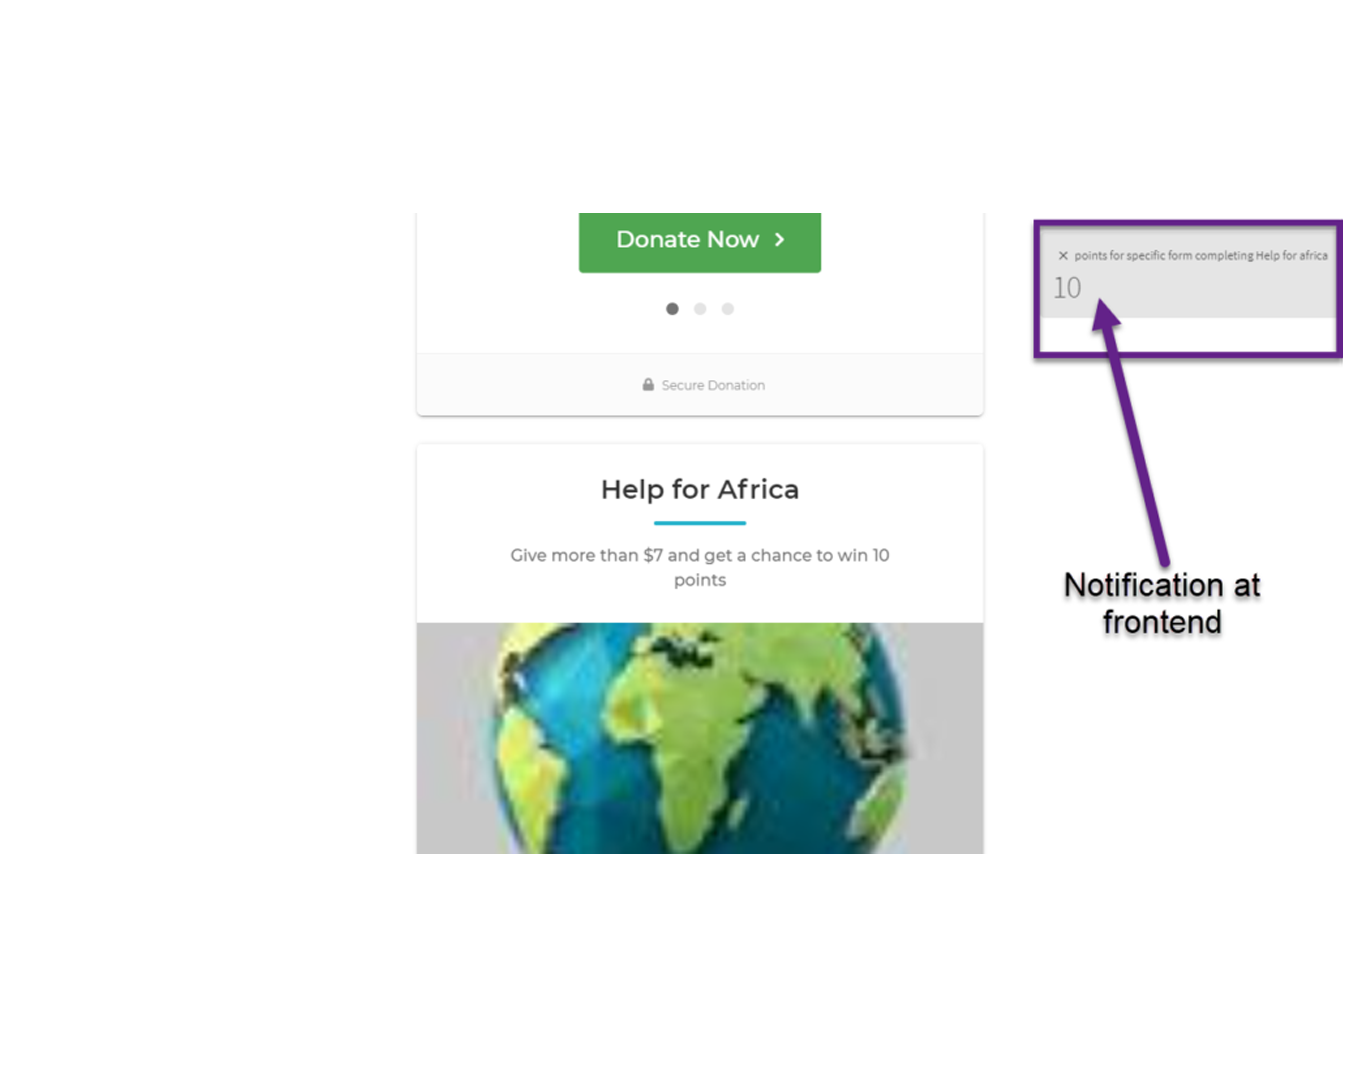 Donate Now
× points for specific form completing Help for africa
10
Secure Donation
Help for Africa
Give more than $7 and get a chance to win 10
points
Notification at
frontend